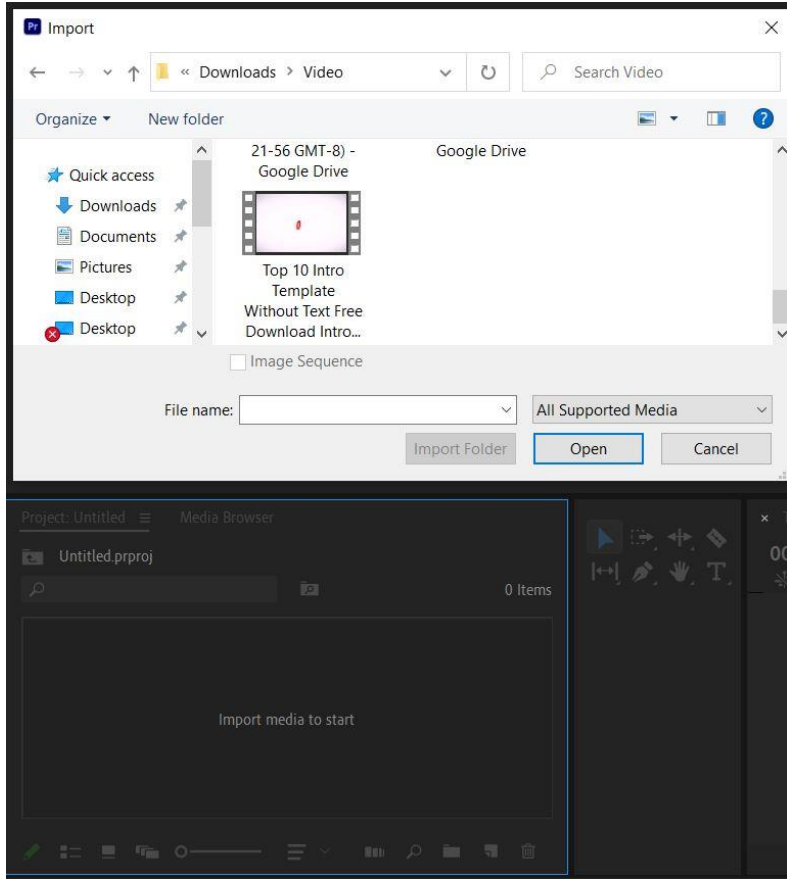 Pr Import
« Downloads > Video
Search Video
Organize
New folder
?
21-56 GMT-8) -
Google Drive
Google Drive
Quick access
Downloads
Documents
Pictures
Desktop
Desktop
Top 10 Intro
Template
Without Text Free
Download Intro...
Image Sequence
File name:
All Supported Media
Import Folder
Open
Cancel
Project: Untitled
Media Browser
Untitled.prproj
0 Items
Import media to start
T
00